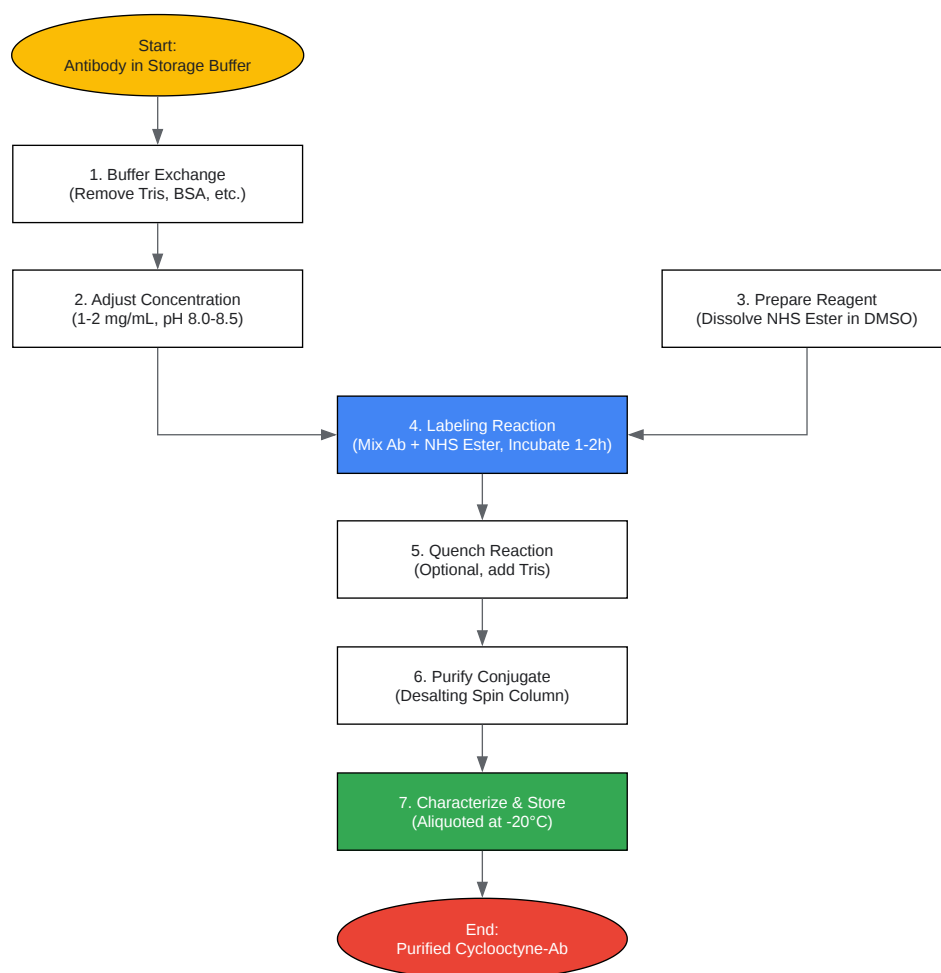 Start:
Antibody in Storage Buffer
1. Buffer Exchange
(Remove Tris, BSA, etc.)
2. Adjust Concentration
(1-2 mg/mL, pH 8.0-8.5)
3. Prepare Reagent
(Dissolve NHS Ester in DMSO)
4. Labeling Reaction
(Mix Ab + NHS Ester, Incubate 1-2h)
5. Quench Reaction
(Optional, add Tris)
6. Purify Conjugate
(Desalting Spin Column)
7. Characterize & Store
(Aliquoted at -20°C)
End:
Purified Cyclooctyne-Ab